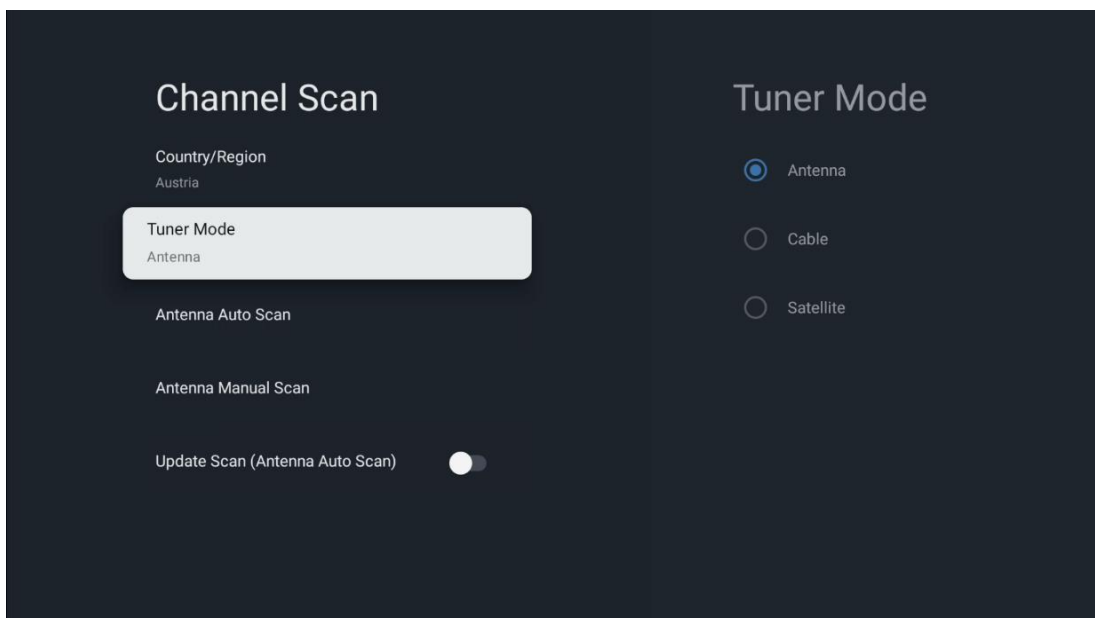 Channel Scan
Country/Region
Austria
Tuner Mode
Antenna
Antenna Auto Scan
Antenna Manual Scan
Update Scan (Antenna Auto Scan)
Tuner Mode
Antenna
Cable
Satellite